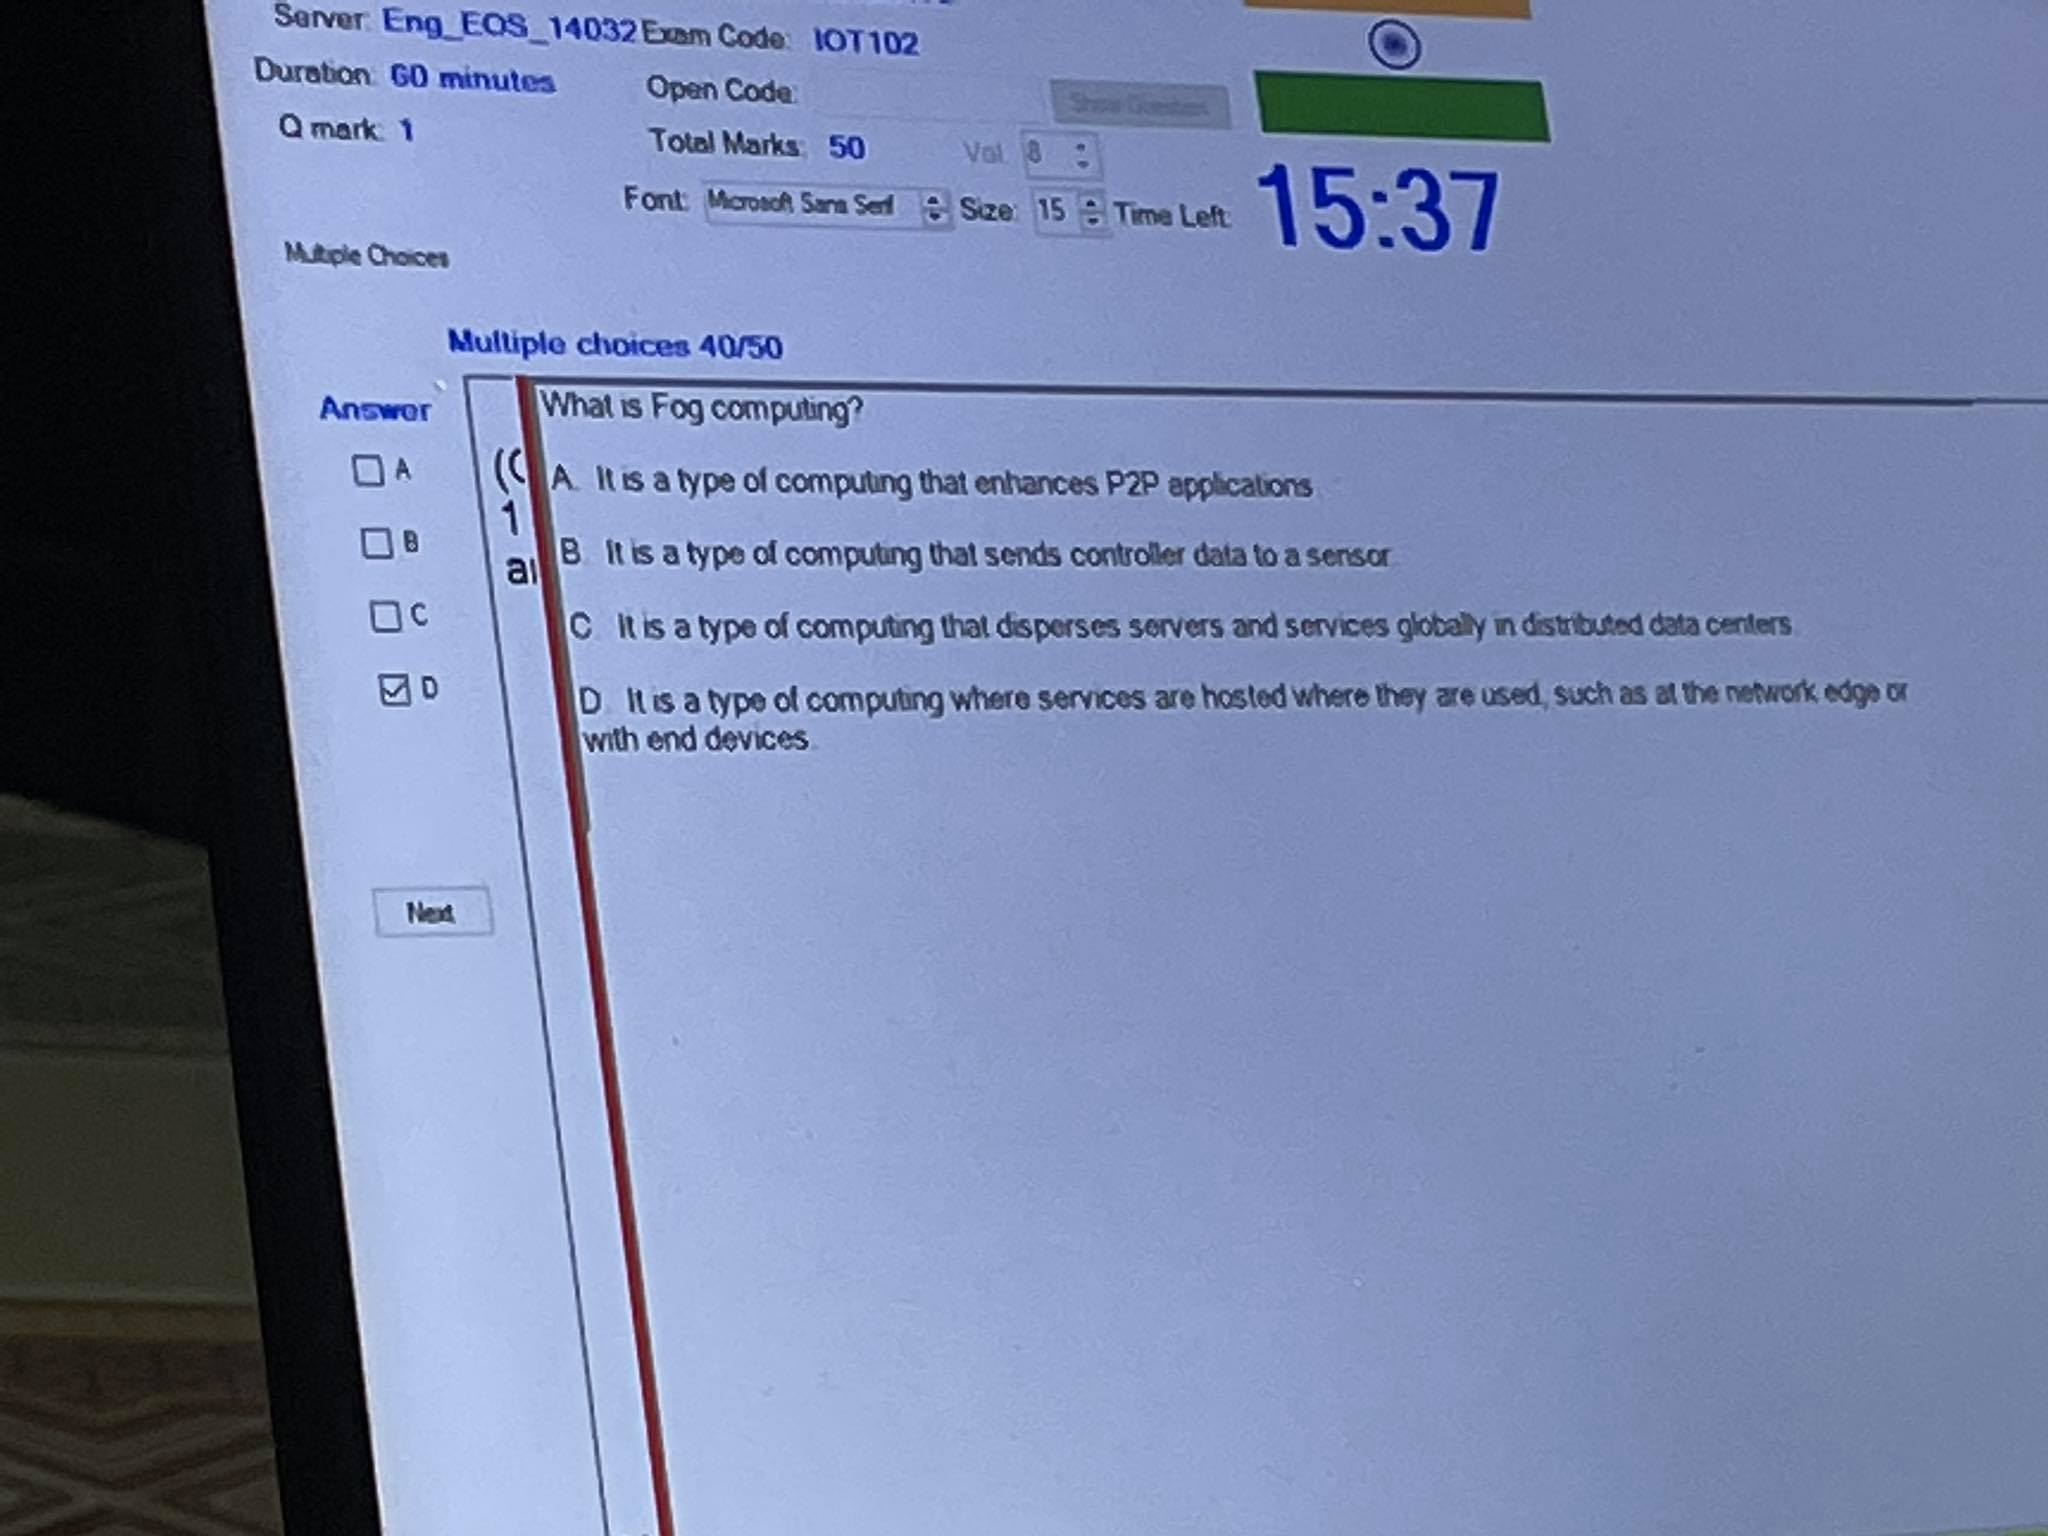 Server: Eng_EOS_14032 Exam Code: IOT102
Duration: 60 minutes Open Code: Show Question
Q mark: 1 Total Marks: 50 Vol 8
Font: Microsoft Sans Serif Size: 15 Time Left: 15:37
Multiple Choices
Multiple choices 40/50
Answer
What is Fog computing?
A A. It is a type of computing that enhances P2P applications.
B B. It is a type of computing that sends controller data to a sensor.
C C. It is a type of computing that disperses servers and services globally in distributed data centers.
D D. It is a type of computing where services are hosted where they are used, such as at the network edge or
with end devices.
(C
1
Next